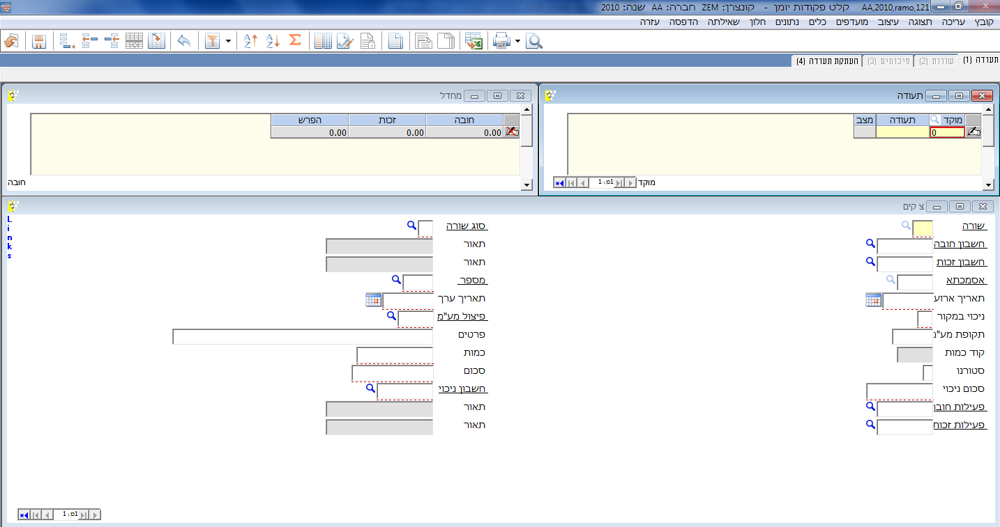 קלט פקודות יומן - קונצרן: ZEM חברה: AA שנה: 2010 AA,2010,ramo,121
קובץ עריכה תצוגה עיצוב מועדפים כלים נתונים חלון שאילתה הדפסה עזרה
תעודה (1) שורות (2) סיכומים (3) העתקת תעודה (4)
תעודה
מוקד תעודה מצב
0
מוקד 1מ: 1
מחדל
חובה זכות הפרש
0.00 0.00 0.00
חובה
צ קים
Links
שורה
חשבון חובה
חשבון זכות
אסמכתא
תאריך ארוע
ניכוי במקור
תקופת מע"מ
קוד כמות
סטורנו
סכום ניכוי
פעילות חובה
פעילות זכות
סוג שורה
תאור
תאור
מספר
תאריך ערך
פיצול מע"מ
פרטים
כמות
סכום
חשבון ניכוי
תאור
תאור
1מ: 1